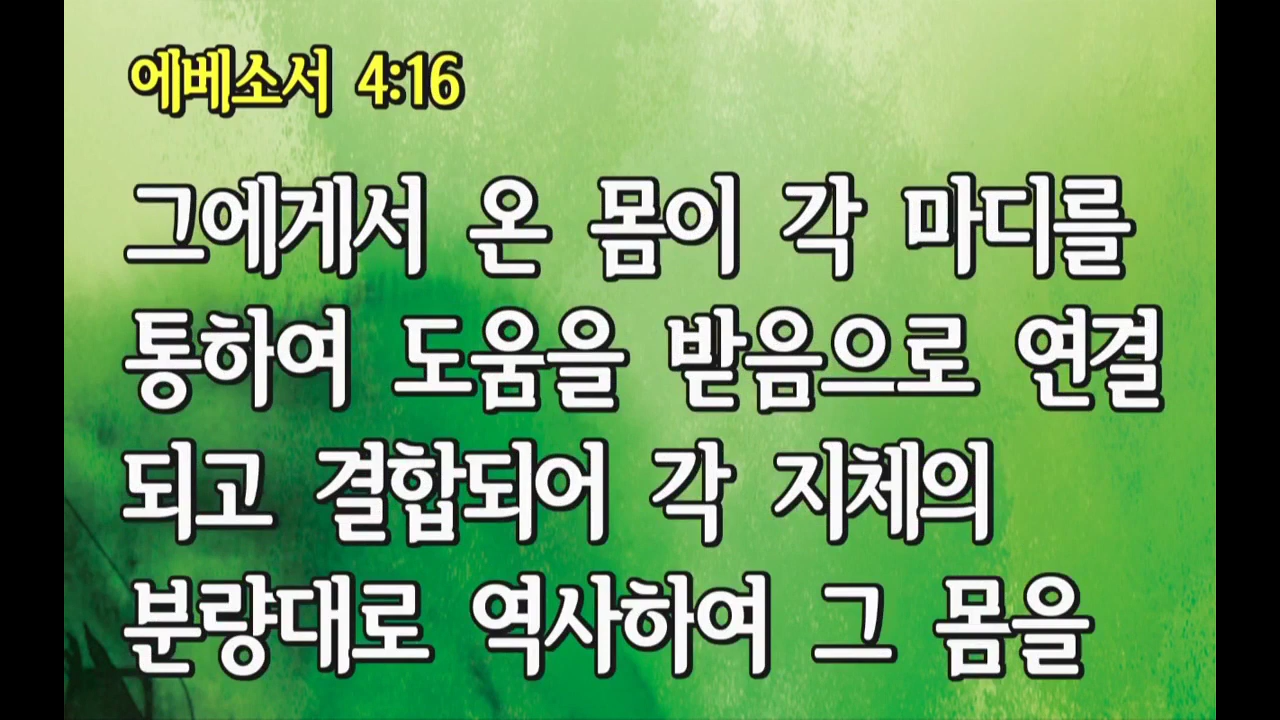 에베소서 4:16
그에게서 온 몸이 각 마디를
통하여 도움을 받음으로 연결
되고 결합되어 각 지체의
분량대로 역사하여 그 몸을